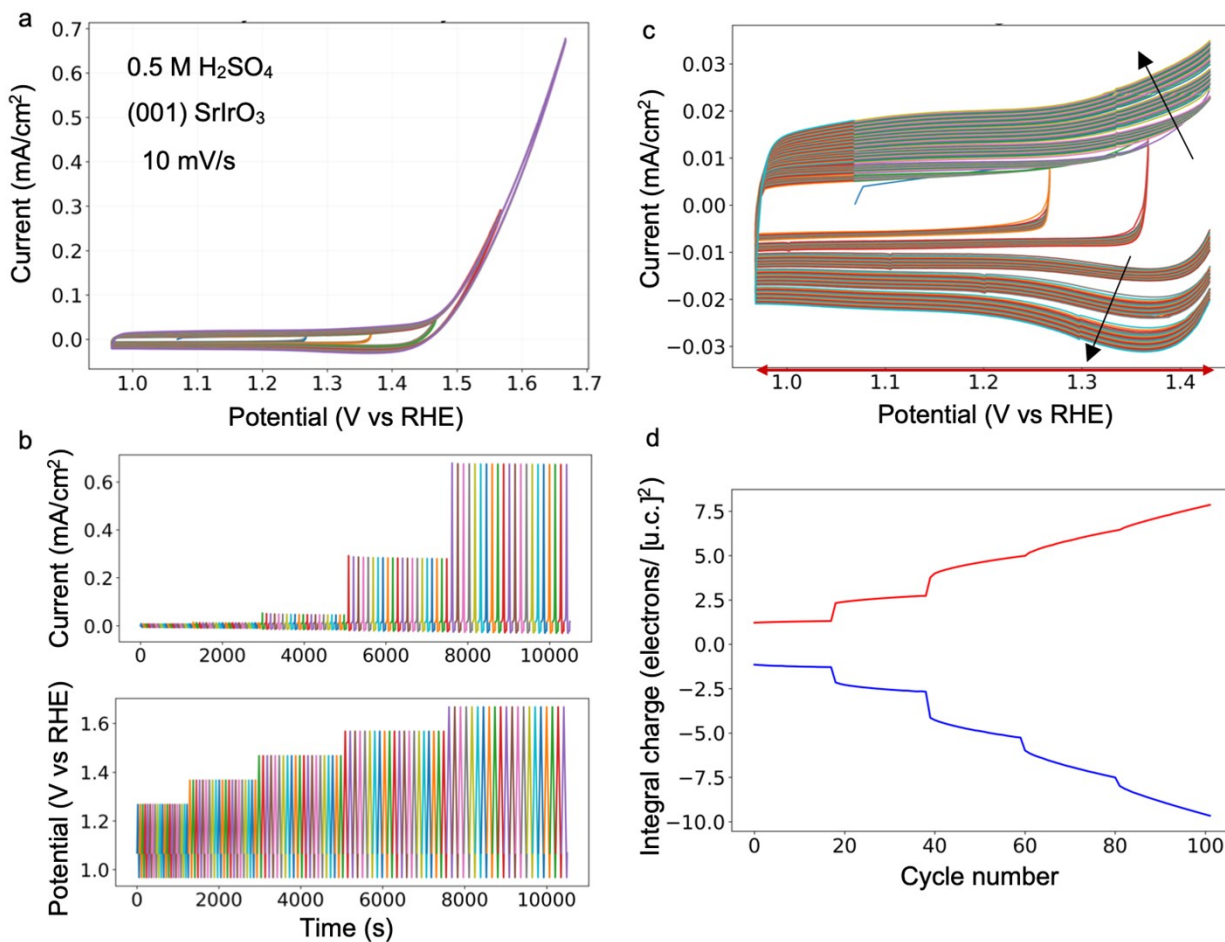 a
0.7
0.6
0.5
0.4
0.3
0.2
0.1
0.0
Current (mA/cm²)
0.5 M H₂SO₄
(001) SrIrO₃
10 mV/s
1.0 1.1 1.2 1.3 1.4 1.5 1.6 1.7
Potential (V vs RHE)
c
0.03
0.02
0.01
0.00
−0.01
−0.02
−0.03
Current (mA/cm²)
1.0 1.1 1.2 1.3 1.4
Potential (V vs RHE)
b
0.6
0.4
0.2
0.0
Current (mA/cm²)
0 2000 4000 6000 8000 10000
1.6
1.4
1.2
1.0
Potential (V vs RHE)
0 2000 4000 6000 8000 10000
Time (s)
d
7.5
5.0
2.5
0.0
−2.5
−5.0
−7.5
−10.0
Integral charge (electrons/ [u.c.]²)
0 20 40 60 80 100
Cycle number